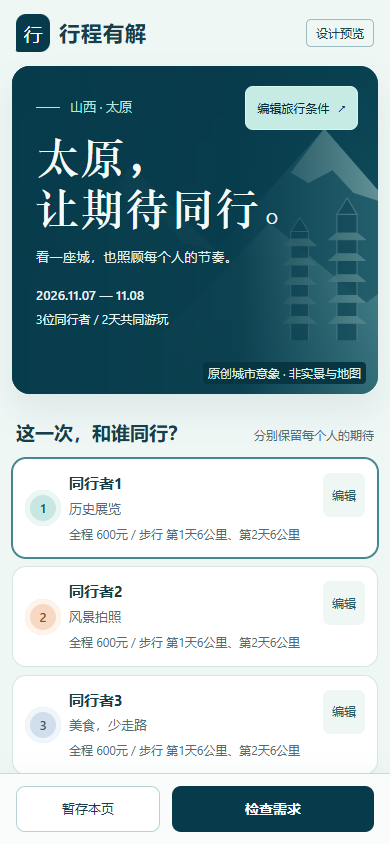 行 行程有解 设计预览
山西 · 太原 编辑旅行条件 ↗
太原，
让期待同行。
看一座城，也照顾每个人的节奏。
2026.11.07 — 11.08
3位同行者 / 2天共同游玩
原创城市意象 · 非实景与地图
这一次，和谁同行？ 分别保留每个人的期待
同行者1
1 历史展览 编辑
全程 600元 / 步行 第1天6公里、第2天6公里
同行者2
2 风景拍照 编辑
全程 600元 / 步行 第1天6公里、第2天6公里
同行者3
3 美食，少走路 编辑
全程 600元 / 步行 第1天6公里、第2天6公里
暂存本页 检查需求